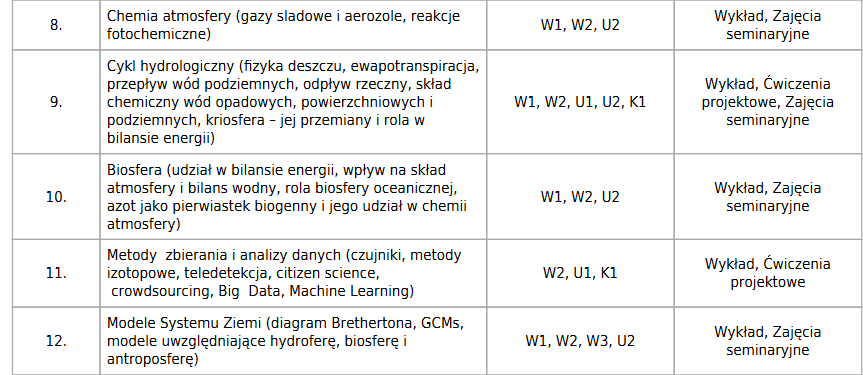 8.
Chemia atmosfery (gazy sladowe i aerozole, reakcje
fotochemiczne)
W1, W2, U2
Wykład, Zajęcia
seminaryjne
9.
Cykl hydrologiczny (fizyka deszczu, ewapotranspiracja,
przepływ wód podziemnych, odpływ rzeczny, skład
chemiczny wód opadowych, powierzchniowych i
podziemnych, kriosfera – jej przemiany i rola w
bilansie energii)
W1, W2, U1, U2, K1
Wykład, Ćwiczenia
projektowe, Zajęcia
seminaryjne
10.
Biosfera (udział w bilansie energii, wpływ na skład
atmosfery i bilans wodny, rola biosfery oceanicznej,
azot jako pierwiastek biogenny i jego udział w chemii
atmosfery)
W1, W2, U2
Wykład, Zajęcia
seminaryjne
11.
Metody  zbierania i analizy danych (czujniki, metody
izotopowe, teledetekcja, citizen science,
crowdsourcing, Big  Data, Machine Learning)
W2, U1, K1
Wykład, Ćwiczenia
projektowe
12.
Modele Systemu Ziemi (diagram Brethertona, GCMs,
modele uwzględniające hydroferę, biosferę i
antroposferę)
W1, W2, W3, U2
Wykład, Zajęcia
seminaryjne